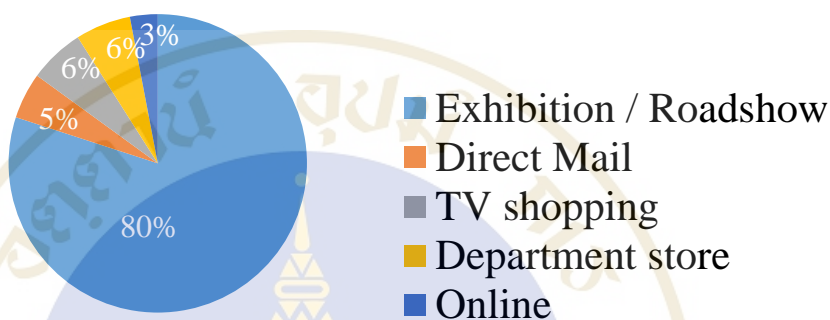 3%
6%
6%
5%
80%
Exhibition / Roadshow
Direct Mail
TV shopping
Department store
Online